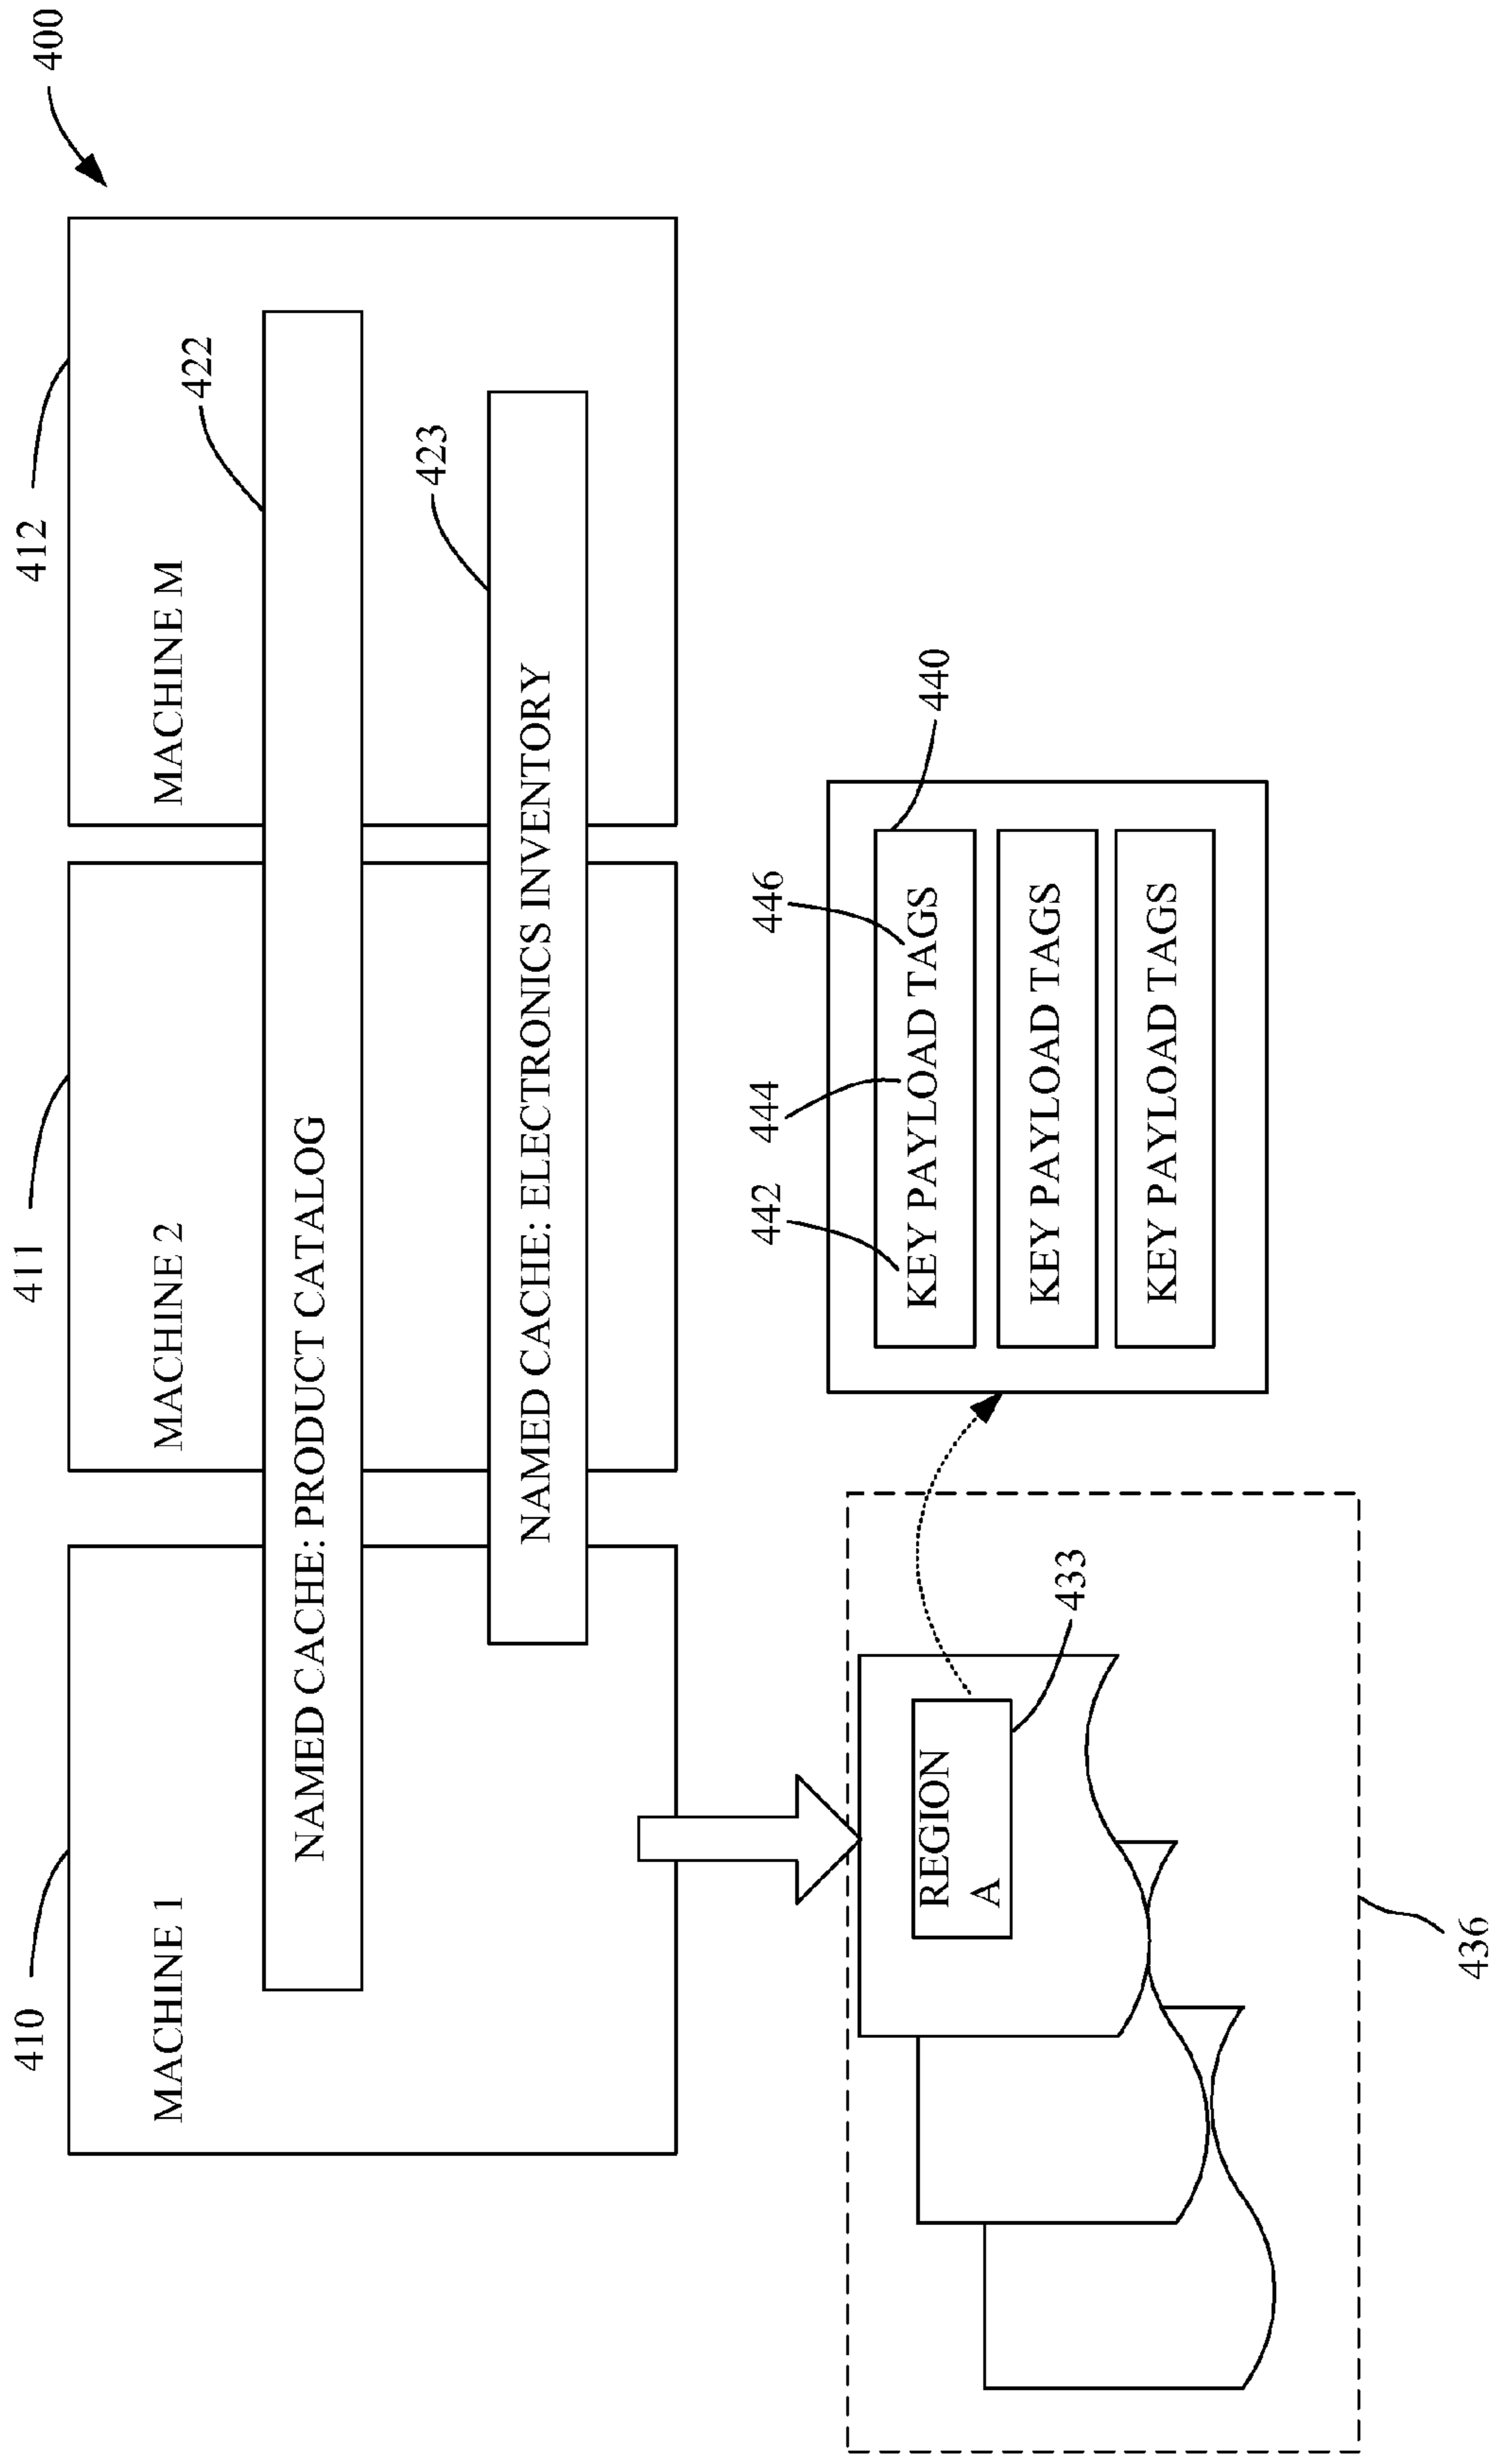 400
412
411
410
MACHINE 1
MACHINE 2
MACHINE M
422
NAMED CACHE: PRODUCT CATALOG
423
NAMED CACHE: ELECTRONICS INVENTORY
442
444
446
440
KEY PAYLOAD TAGS
KEY PAYLOAD TAGS
KEY PAYLOAD TAGS
REGION
A
433
436